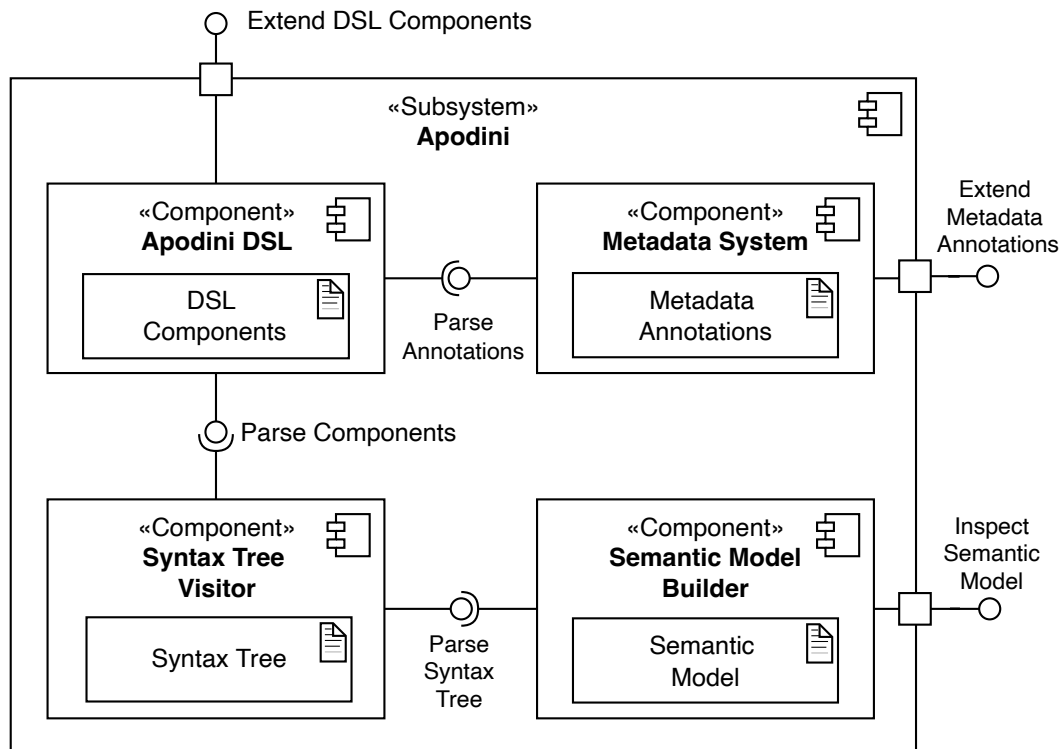 Extend DSL Components
«Subsystem»
Apodini
«Component»
Apodini DSL
DSL
Components
Parse
Annotations
«Component»
Metadata System
Metadata
Annotations
Extend
Metadata
Annotations
Parse Components
«Component»
Syntax Tree
Visitor
Syntax Tree
Parse
Syntax
Tree
«Component»
Semantic Model
Builder
Semantic
Model
Inspect
Semantic
Model